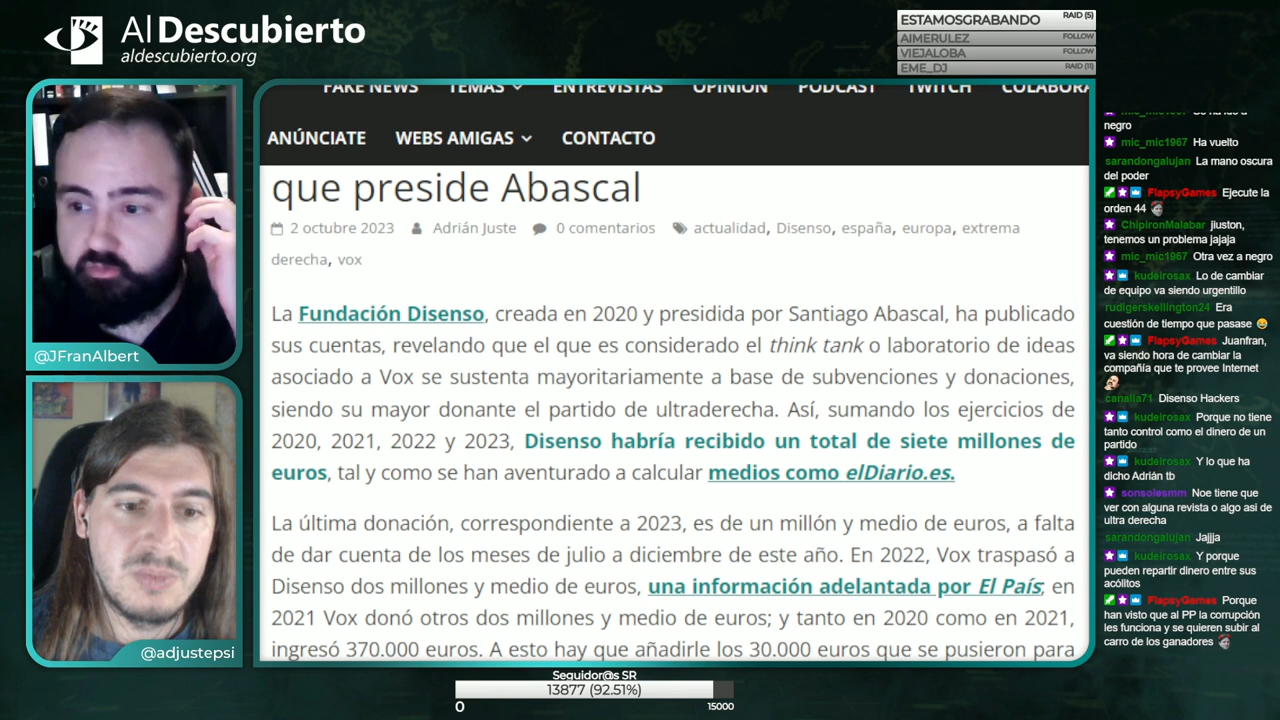 Al Descubierto
aldescubierto.org
ESTAMOSGRABANDO RAID (5)
AIMERULEZ FOLLOW
VIEJALOBA FOLLOW
EME_DJ RAID (11)
@JFranAlbert
@adjustepsi
FAKE NEWS TEMAS ENTREVISTAS OPINIÓN PODCAST TWITCH COLABORA
ANÚNCIATE WEBS AMIGAS CONTACTO
que preside Abascal
2 octubre 2023 Adrián Juste 0 comentarios actualidad, Disenso, españa, europa, extrema
derecha, vox
La Fundación Disenso, creada en 2020 y presidida por Santiago Abascal, ha publicado
sus cuentas, revelando que el que es considerado el think tank o laboratorio de ideas
asociado a Vox se sustenta mayoritariamente a base de subvenciones y donaciones,
siendo su mayor donante el partido de ultraderecha. Así, sumando los ejercicios de
2020, 2021, 2022 y 2023, Disenso habría recibido un total de siete millones de
euros, tal y como se han aventurado a calcular medios como elDiario.es.
La última donación, correspondiente a 2023, es de un millón y medio de euros, a falta
de dar cuenta de los meses de julio a diciembre de este año. En 2022, Vox traspasó a
Disenso dos millones y medio de euros, una información adelantada por El País; en
2021 Vox donó otros dos millones y medio de euros; y tanto en 2020 como en 2021,
ingresó 370.000 euros. A esto hay que añadirle los 30.000 euros que se pusieron para
negro
mic_mic1967 Ha vuelto
sarandongalujan La mano oscura
del poder
FlapsyGames Ejecute la
orden 44
ChipironMalabar jiuston,
tenemos un problema jajaja
mic_mic1967 Otra vez a negro
kudeirosax Lo de cambiar
de equipo va siendo urgentillo
rudigerskellington24 Era
cuestión de tiempo que pasase
FlapsyGames Juanfran,
va siendo hora de cambiar la
compañía que te provee Internet
canalla71 Disenso Hackers
kudeirosax Porque no tiene
tanto control como el dinero de un
partido
kudeirosax Y lo que ha
dicho Adrián tb
sonsolesmm Noe tiene que
ver con alguna revista o algo asi de
ultra derecha
sarandongalujan Jajjja
kudeirosax Y porque
pueden repartir dinero entre sus
acólitos
FlapsyGames Porque
han visto que al PP la corrupción
les funciona y se quieren subir al
carro de los ganadores
Seguidor@s SR
13877 (92.51%)
0 15000